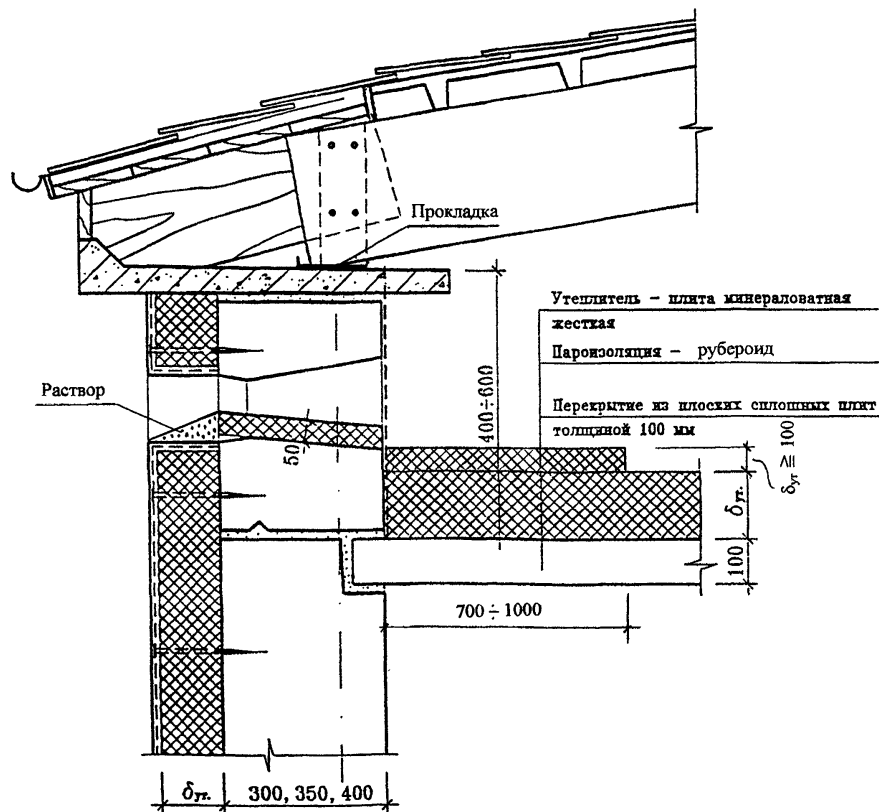 Прокладка
Утеплитель – плита минераловатная
жесткая
Пароизоляция – рубероид
Перекрытие из плоских сплошных плит
толщиной 100 мм
Раствор
400÷600
50
δут ≥ 100
δут.
100
700÷1000
δут.
300, 350, 400